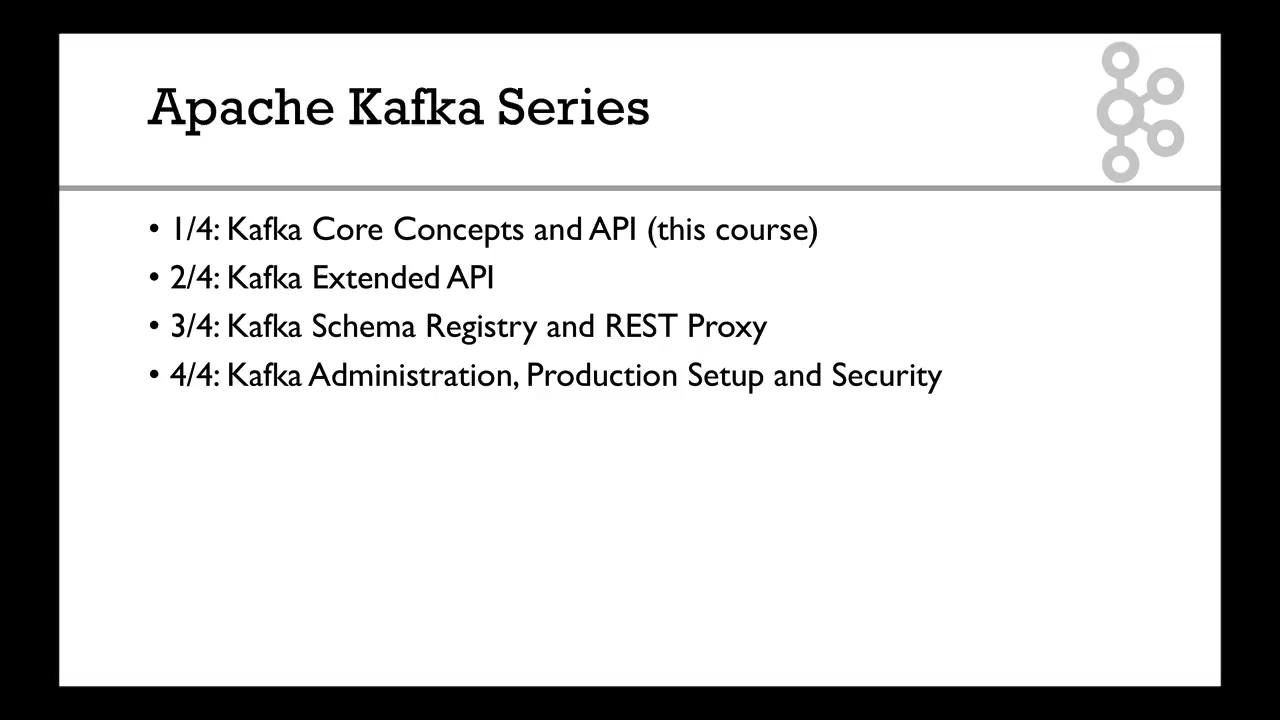 Apache Kafka Series
• 1/4: Kafka Core Concepts and API (this course)
• 2/4: Kafka Extended API
• 3/4: Kafka Schema Registry and REST Proxy
• 4/4: Kafka Administration, Production Setup and Security